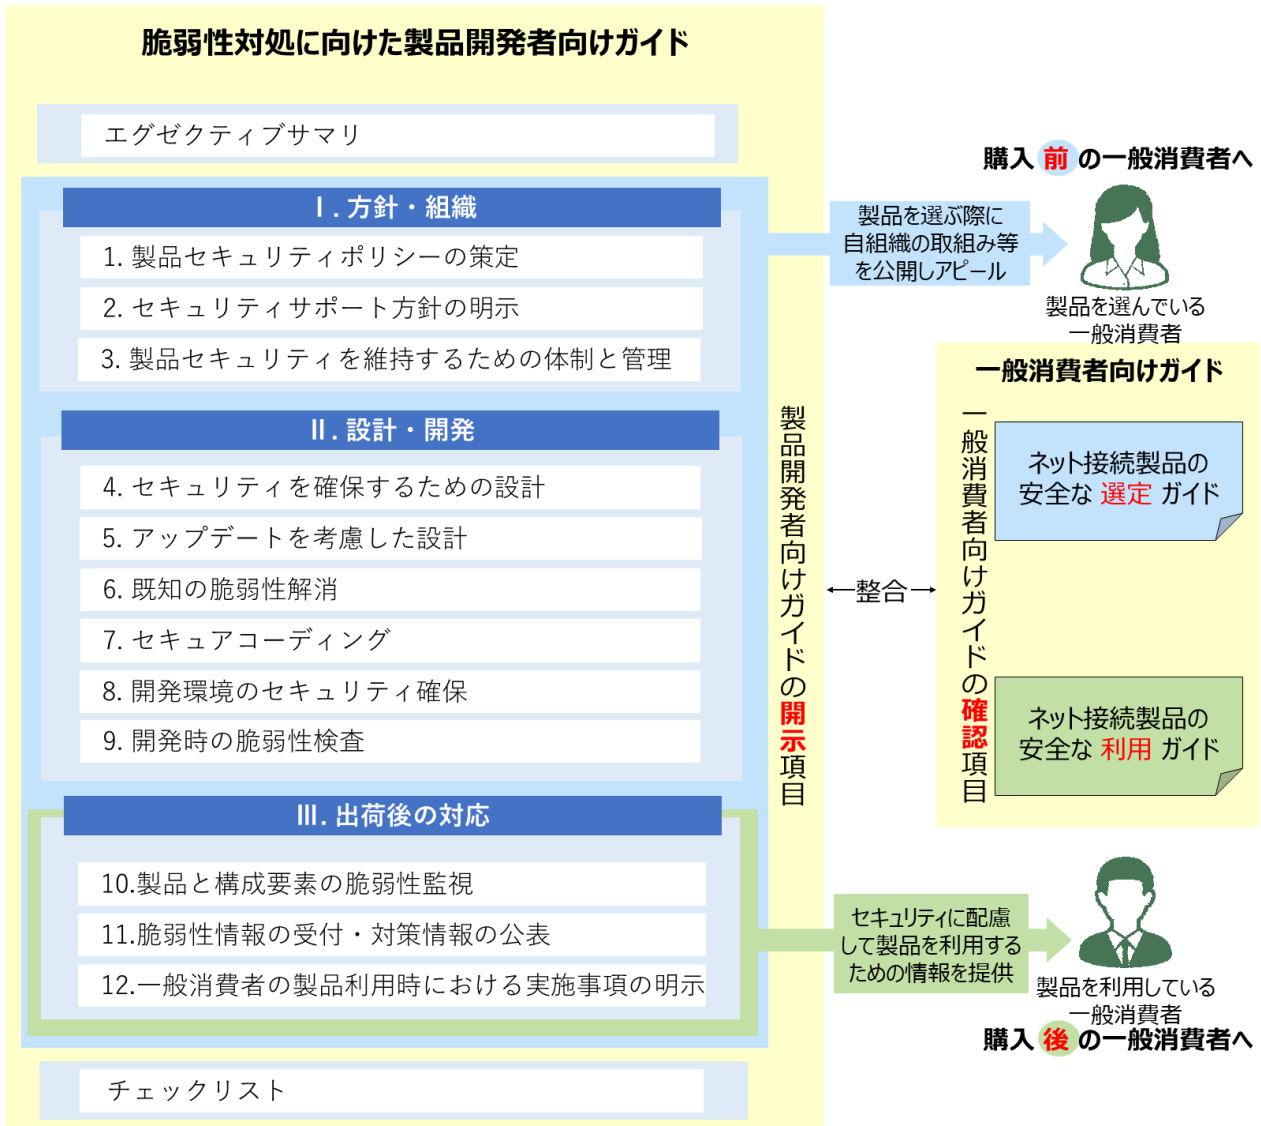 脆弱性対処に向けた製品開発者向けガイド
エグゼクティブサマリ
Ⅰ. 方針・組織
1. 製品セキュリティポリシーの策定
2. セキュリティサポート方針の明示
3. 製品セキュリティを維持するための体制と管理
Ⅱ. 設計・開発
4. セキュリティを確保するための設計
5. アップデートを考慮した設計
6. 既知の脆弱性解消
7. セキュアコーディング
8. 開発環境のセキュリティ確保
9. 開発時の脆弱性検査
Ⅲ. 出荷後の対応
10.製品と構成要素の脆弱性監視
11.脆弱性情報の受付・対策情報の公表
12.一般消費者の製品利用時における実施事項の明示
チェックリスト
製品開発者向けガイドの開示項目
製品を選ぶ際に
自組織の取組み等
を公開しアピール
購入前の一般消費者へ
製品を選んでいる
一般消費者
整合
一般消費者向けガイド
一般消費者向けガイドの確認項目
ネット接続製品の
安全な 選定 ガイド
ネット接続製品の
安全な 利用 ガイド
セキュリティに配慮
して製品を利用する
ための情報を提供
製品を利用している
一般消費者
購入後の一般消費者へ